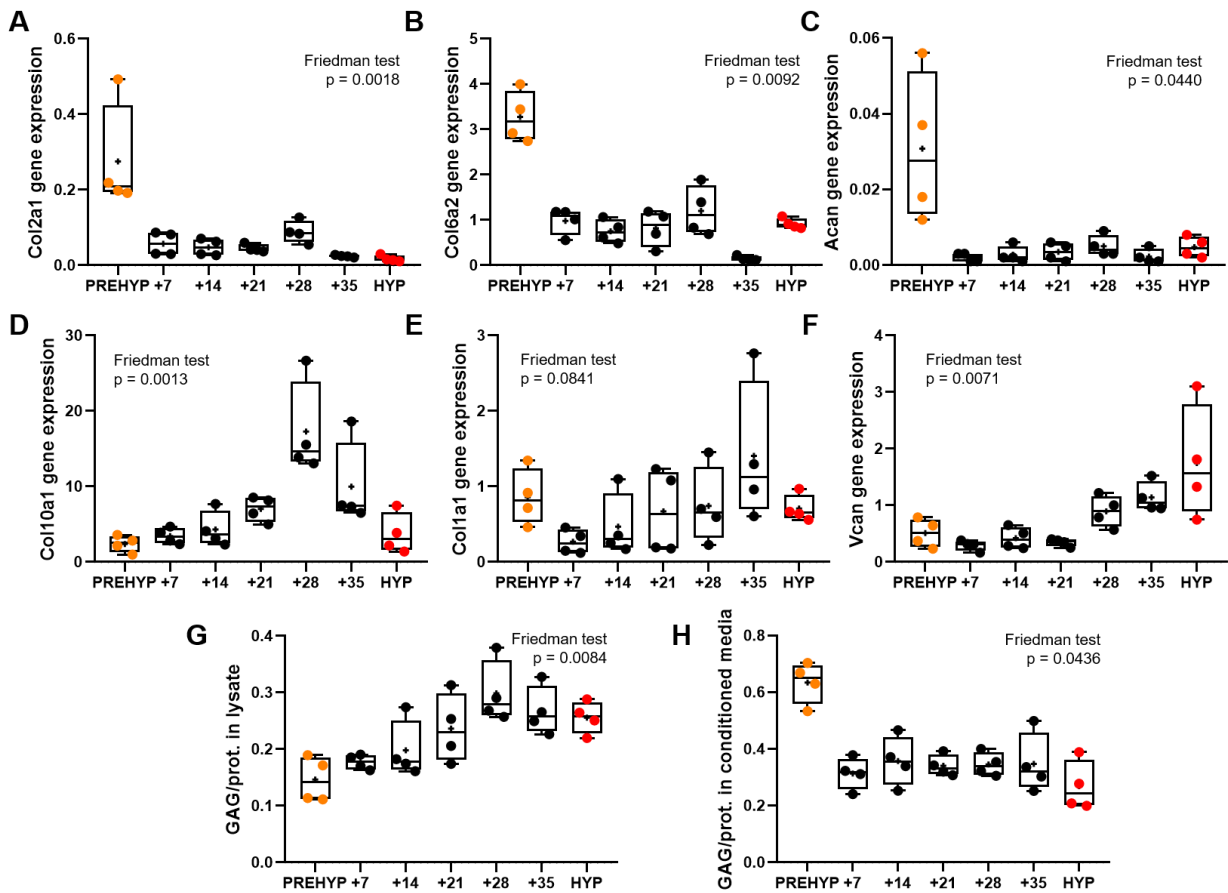 A
Col2a1 gene expression
0.6
0.4
0.2
0.0
Friedman test
p = 0.0018
PREHYP +7 +14 +21 +28 +35 HYP
B
Col6a2 gene expression
5
4
3
2
1
0
Friedman test
p = 0.0092
PREHYP +7 +14 +21 +28 +35 HYP
C
Acan gene expression
0.06
0.04
0.02
0.00
Friedman test
p = 0.0440
PREHYP +7 +14 +21 +28 +35 HYP
D
Col10a1 gene expression
30
20
10
0
Friedman test
p = 0.0013
PREHYP +7 +14 +21 +28 +35 HYP
E
Col1a1 gene expression
3
2
1
0
Friedman test
p = 0.0841
PREHYP +7 +14 +21 +28 +35 HYP
F
Vcan gene expression
4
3
2
1
0
Friedman test
p = 0.0071
PREHYP +7 +14 +21 +28 +35 HYP
G
GAG/prot. in lysate
0.4
0.3
0.2
0.1
0.0
Friedman test
p = 0.0084
PREHYP +7 +14 +21 +28 +35 HYP
H
GAG/prot. in conditioned media
0.8
0.6
0.4
0.2
0.0
Friedman test
p = 0.0436
PREHYP +7 +14 +21 +28 +35 HYP